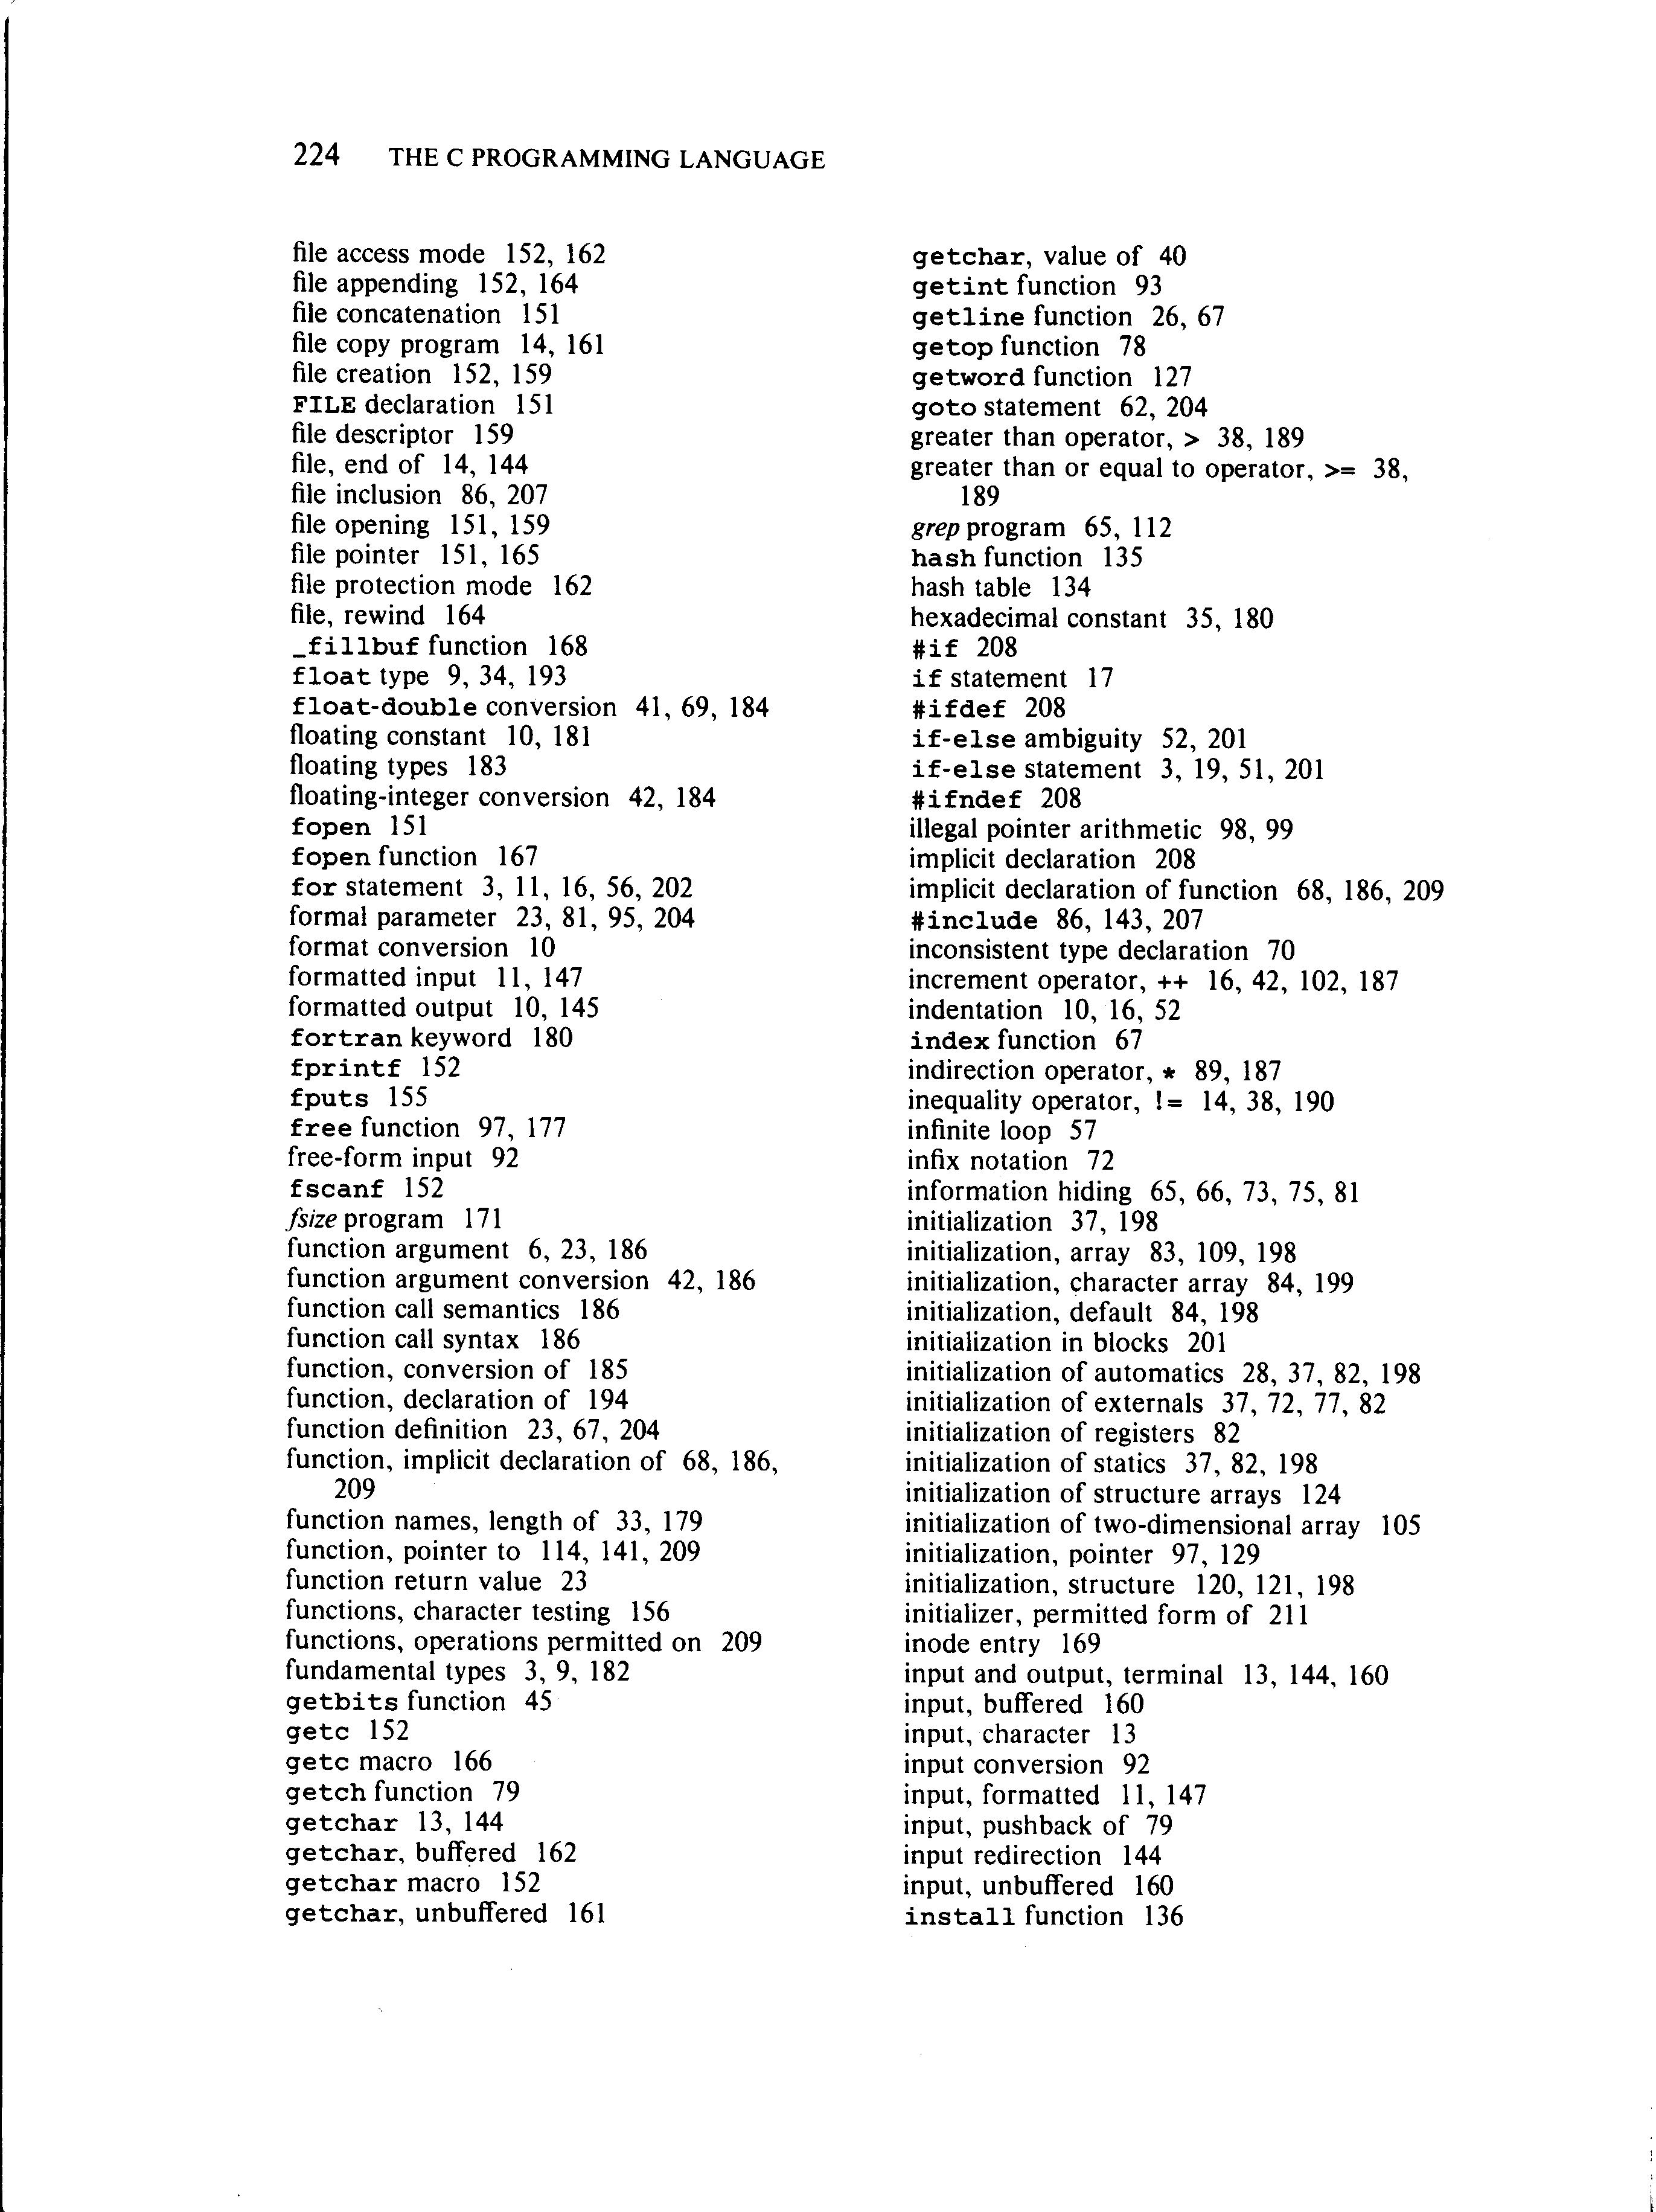 224 THE C PROGRAMMING LANGUAGE
file access mode 152, 162
file appending 152, 164
file concatenation 151
file copy program 14, 161
file creation 152, 159
FILE declaration 151
file descriptor 159
file, end of 14, 144
file inclusion 86, 207
file opening 151, 159
file pointer 151, 165
file protection mode 162
file, rewind 164
_fillbuf function 168
float type 9, 34, 193
float-double conversion 41, 69, 184
floating constant 10, 181
floating types 183
floating-integer conversion 42, 184
fopen 151
fopen function 167
for statement 3, 11, 16, 56, 202
formal parameter 23, 81, 95, 204
format conversion 10
formatted input 11, 147
formatted output 10, 145
fortran keyword 180
fprintf 152
fputs 155
free function 97, 177
free-form input 92
fscanf 152
fsize program 171
function argument 6, 23, 186
function argument conversion 42, 186
function call semantics 186
function call syntax 186
function, conversion of 185
function, declaration of 194
function definition 23, 67, 204
function, implicit declaration of 68, 186,
209
function names, length of 33, 179
function, pointer to 114, 141, 209
function return value 23
functions, character testing 156
functions, operations permitted on 209
fundamental types 3, 9, 182
getbits function 45
getc 152
getc macro 166
getch function 79
getchar 13, 144
getchar, buffered 162
getchar macro 152
getchar, unbuffered 161
getchar, value of 40
getint function 93
getline function 26, 67
getop function 78
getword function 127
goto statement 62, 204
greater than operator, > 38, 189
greater than or equal to operator, >= 38,
189
grep program 65, 112
hash function 135
hash table 134
hexadecimal constant 35, 180
#if 208
if statement 17
#ifdef 208
if-else ambiguity 52, 201
if-else statement 3, 19, 51, 201
#ifndef 208
illegal pointer arithmetic 98, 99
implicit declaration 208
implicit declaration of function 68, 186, 209
#include 86, 143, 207
inconsistent type declaration 70
increment operator, ++ 16, 42, 102, 187
indentation 10, 16, 52
index function 67
indirection operator, * 89, 187
inequality operator, != 14, 38, 190
infinite loop 57
infix notation 72
information hiding 65, 66, 73, 75, 81
initialization 37, 198
initialization, array 83, 109, 198
initialization, character array 84, 199
initialization, default 84, 198
initialization in blocks 201
initialization of automatics 28, 37, 82, 198
initialization of externals 37, 72, 77, 82
initialization of registers 82
initialization of statics 37, 82, 198
initialization of structure arrays 124
initialization of two-dimensional array 105
initialization, pointer 97, 129
initialization, structure 120, 121, 198
initializer, permitted form of 211
inode entry 169
input and output, terminal 13, 144, 160
input, buffered 160
input, character 13
input conversion 92
input, formatted 11, 147
input, pushback of 79
input redirection 144
input, unbuffered 160
install function 136